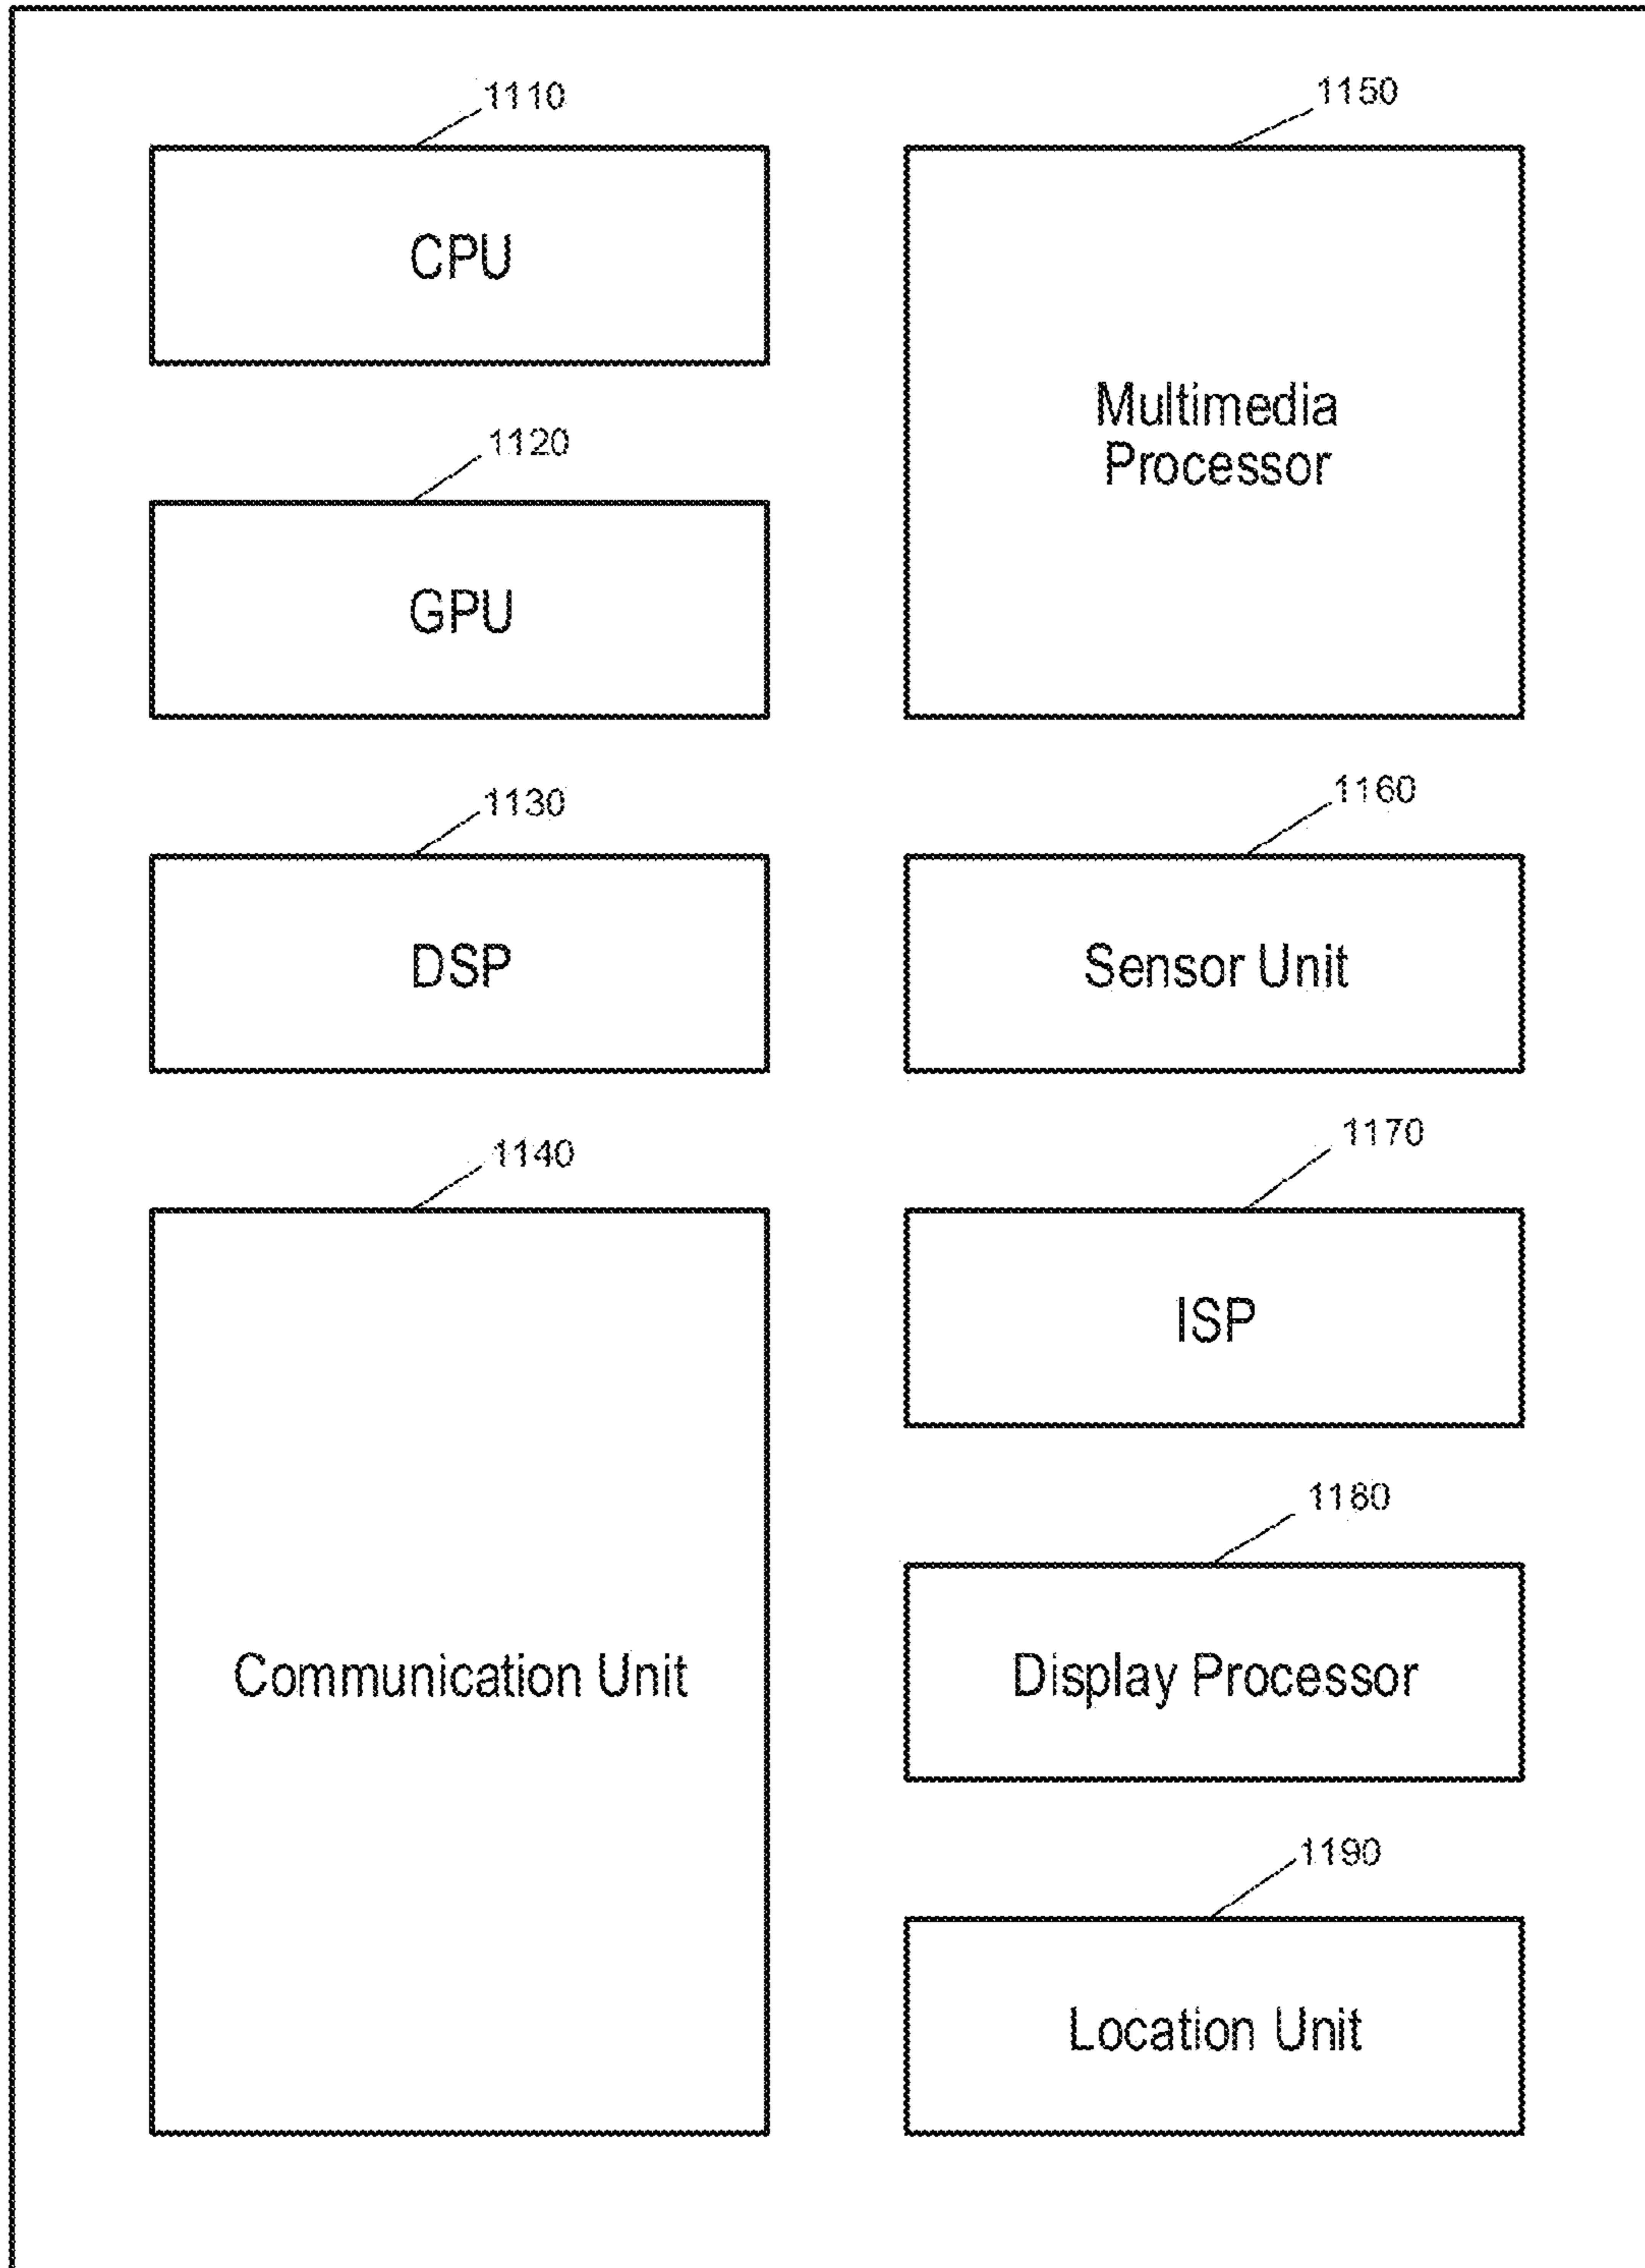 1110
CPU
1120
GPU
1130
DSP
1140
Communication Unit
1150
Multimedia
Processor
1160
Sensor Unit
1170
ISP
1180
Display Processor
1190
Location Unit